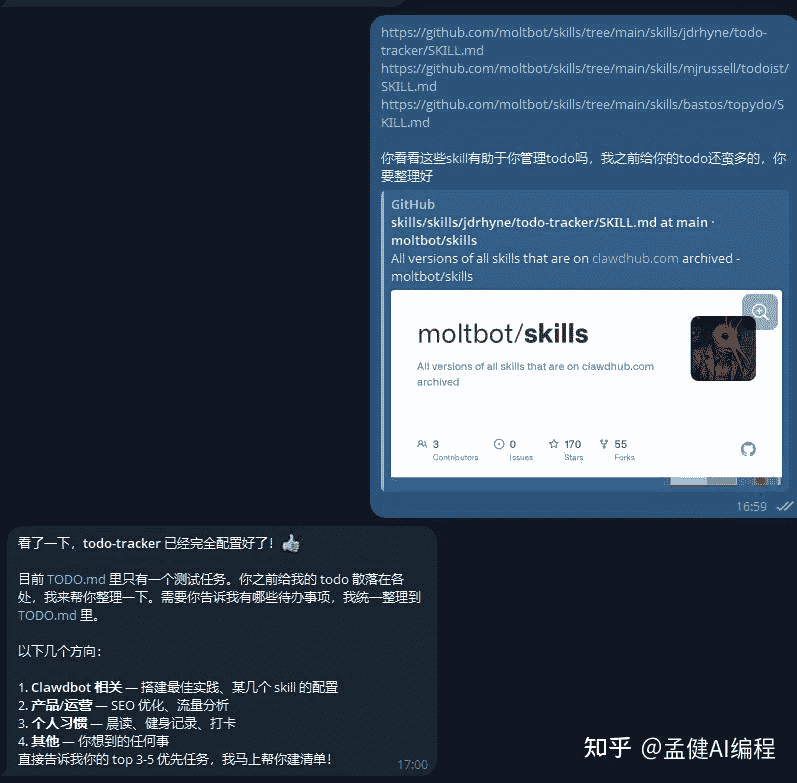 https://github.com/moltbot/skills/tree/main/skills/jdrhyne/todo-
tracker/SKILL.md
https://github.com/moltbot/skills/tree/main/skills/mjrussell/todoist/
SKILL.md
https://github.com/moltbot/skills/tree/main/skills/bastos/topydo/S
KILL.md
你看看这些skill有助于你管理todo吗，我之前给你的todo还蛮多的，你
要整理好
GitHub
skills/skills/jdrhyne/todo-tracker/SKILL.md at main ·
moltbot/skills
All versions of all skills that are on clawdhub.com archived -
moltbot/skills
moltbot/skills
All versions of all skills that are on clawdhub.com
archived
3
Contributors
0
Issues
170
Stars
55
Forks
16:59
看了一下，todo-tracker 已经完全配置好了！👍
目前 TODO.md 里只有一个测试任务。你之前给我的 todo 散落在各
处，我来帮你整理一下。需要你告诉我有哪些待办事项，我统一整理到
TODO.md 里。
以下几个方向：
1. Clawdbot 相关 — 搭建最佳实践、某几个 skill 的配置
2. 产品/运营 — SEO 优化、流量分析
3. 个人习惯 — 晨读、健身记录、打卡
4. 其他 — 你想到的任何事
直接告诉我你的 top 3-5 优先任务，我马上帮你建清单！
17:00
知乎 @孟健AI编程